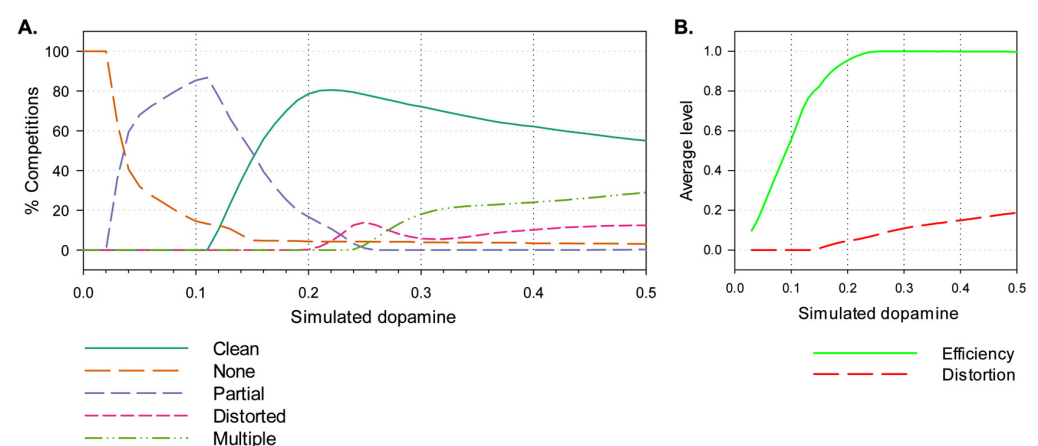 A.
% Competitions
100
80
60
40
20
0
0.0 0.1 0.2 0.3 0.4 0.5
Simulated dopamine
Clean
None
Partial
Distorted
Multiple
B.
Average level
1.0
0.8
0.6
0.4
0.2
0.0
0.0 0.1 0.2 0.3 0.4 0.5
Simulated dopamine
Efficiency
Distortion